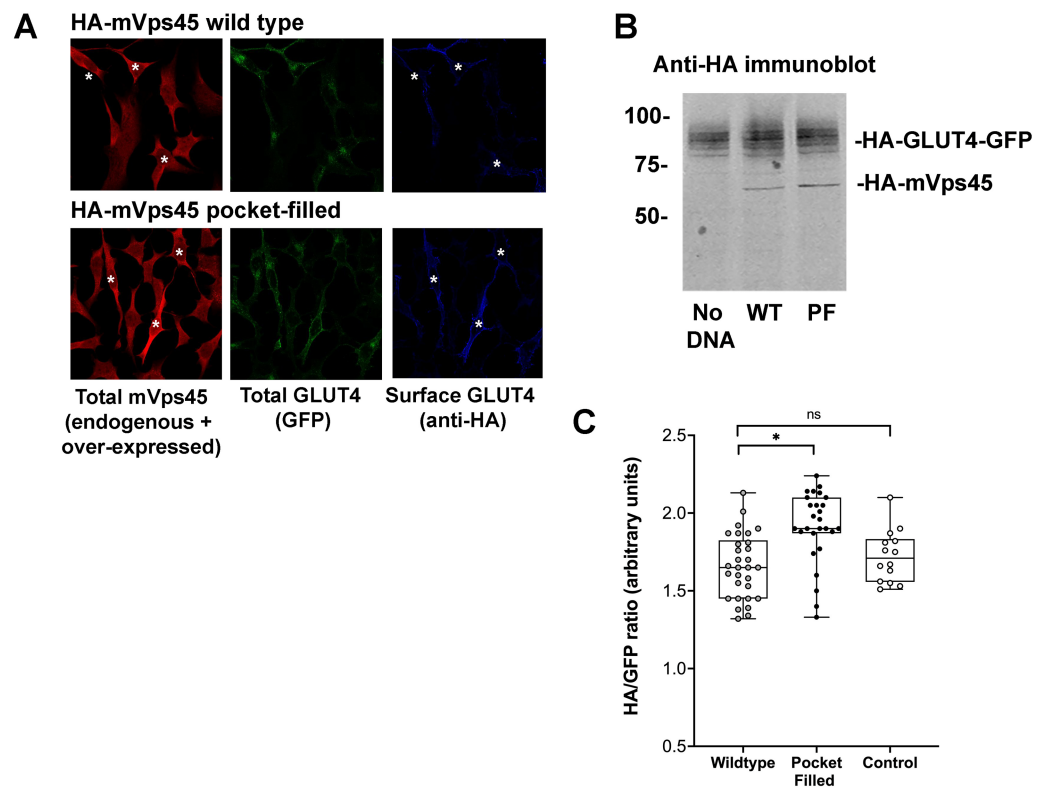 A
HA-mVps45 wild type
* * *
* * *
HA-mVps45 pocket-filled
* * *
* * *
Total mVps45
(endogenous +
over-expressed)
Total GLUT4
(GFP)
Surface GLUT4
(anti-HA)
B
Anti-HA immunoblot
100-
75-
50-
-HA-GLUT4-GFP
-HA-mVps45
No
DNA
WT
PF
C
ns
*
HA/GFP ratio (arbitrary units)
2.5
2.0
1.5
1.0
0.5
Wildtype
Pocket
Filled
Control